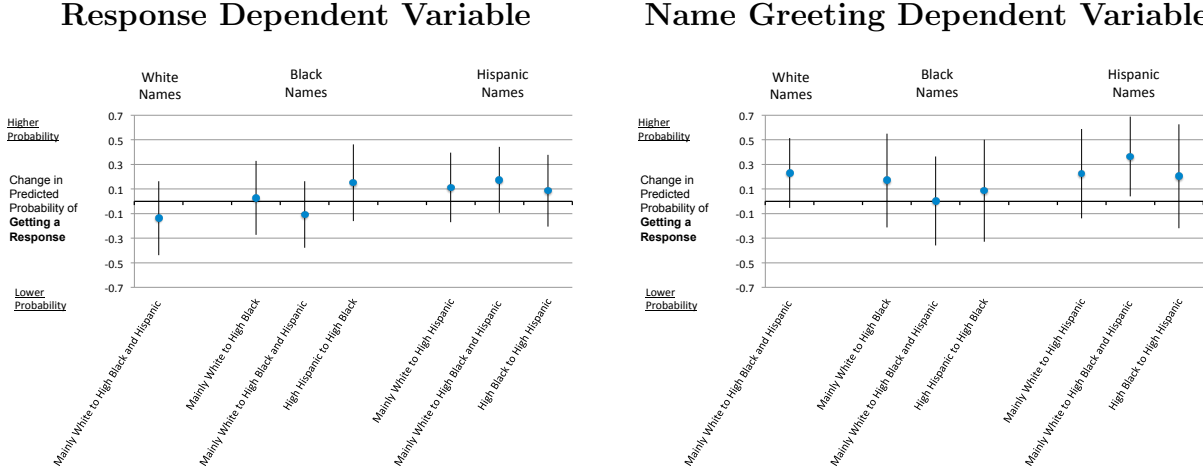 Response Dependent Variable
White
Names
Black
Names
Hispanic
Names
Higher
Probability
Change in
Predicted
Probability of
Getting a
Response
Lower
Probability
0.7
0.5
0.3
0.1
-0.1
-0.3
-0.5
-0.7
Mainly White to High Black and Hispanic
Mainly White to High Black
Mainly White to High Black and Hispanic
High Hispanic to High Black
Mainly White to High Hispanic
Mainly White to High Black and Hispanic
High Black to High Hispanic
Name Greeting Dependent Variable
White
Names
Black
Names
Hispanic
Names
Higher
Probability
Change in
Predicted
Probability of
Getting a
Response
Lower
Probability
0.7
0.5
0.3
0.1
-0.1
-0.3
-0.5
-0.7
Mainly White to High Black and Hispanic
Mainly White to High Black
Mainly White to High Black and Hispanic
High Hispanic to High Black
Mainly White to High Hispanic
Mainly White to High Black and Hispanic
High Black to High Hispanic